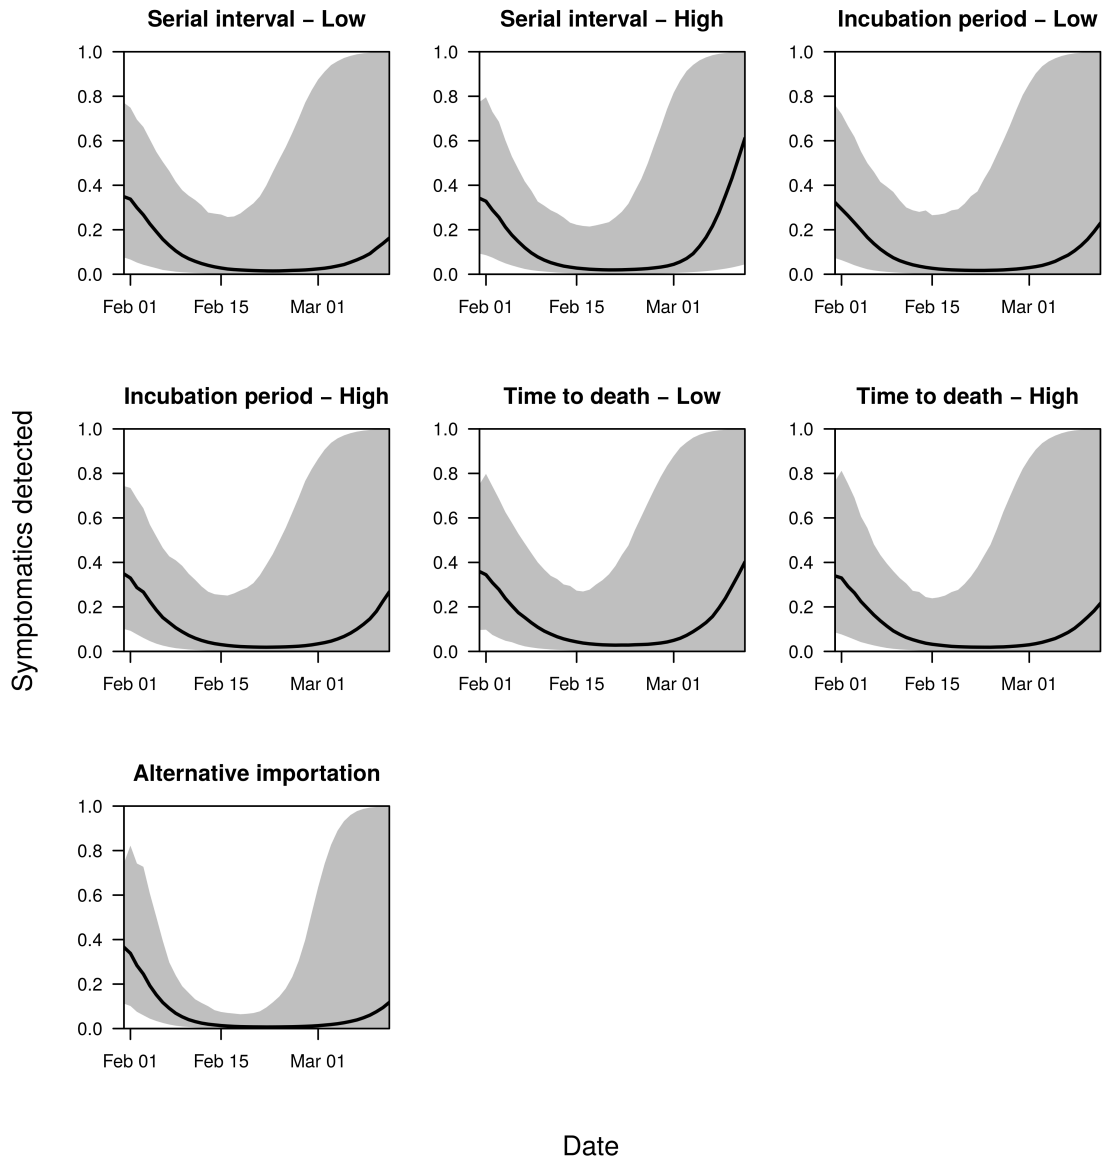 Serial interval – Low
Serial interval – High
Incubation period – Low
1.0
0.8
0.6
0.4
0.2
0.0
Feb 01 Feb 15 Mar 01
1.0
0.8
0.6
0.4
0.2
0.0
Feb 01 Feb 15 Mar 01
1.0
0.8
0.6
0.4
0.2
0.0
Feb 01 Feb 15 Mar 01
Symptomatics detected
Incubation period – High
Time to death – Low
Time to death – High
1.0
0.8
0.6
0.4
0.2
0.0
Feb 01 Feb 15 Mar 01
1.0
0.8
0.6
0.4
0.2
0.0
Feb 01 Feb 15 Mar 01
1.0
0.8
0.6
0.4
0.2
0.0
Feb 01 Feb 15 Mar 01
Alternative importation
1.0
0.8
0.6
0.4
0.2
0.0
Feb 01 Feb 15 Mar 01
Date